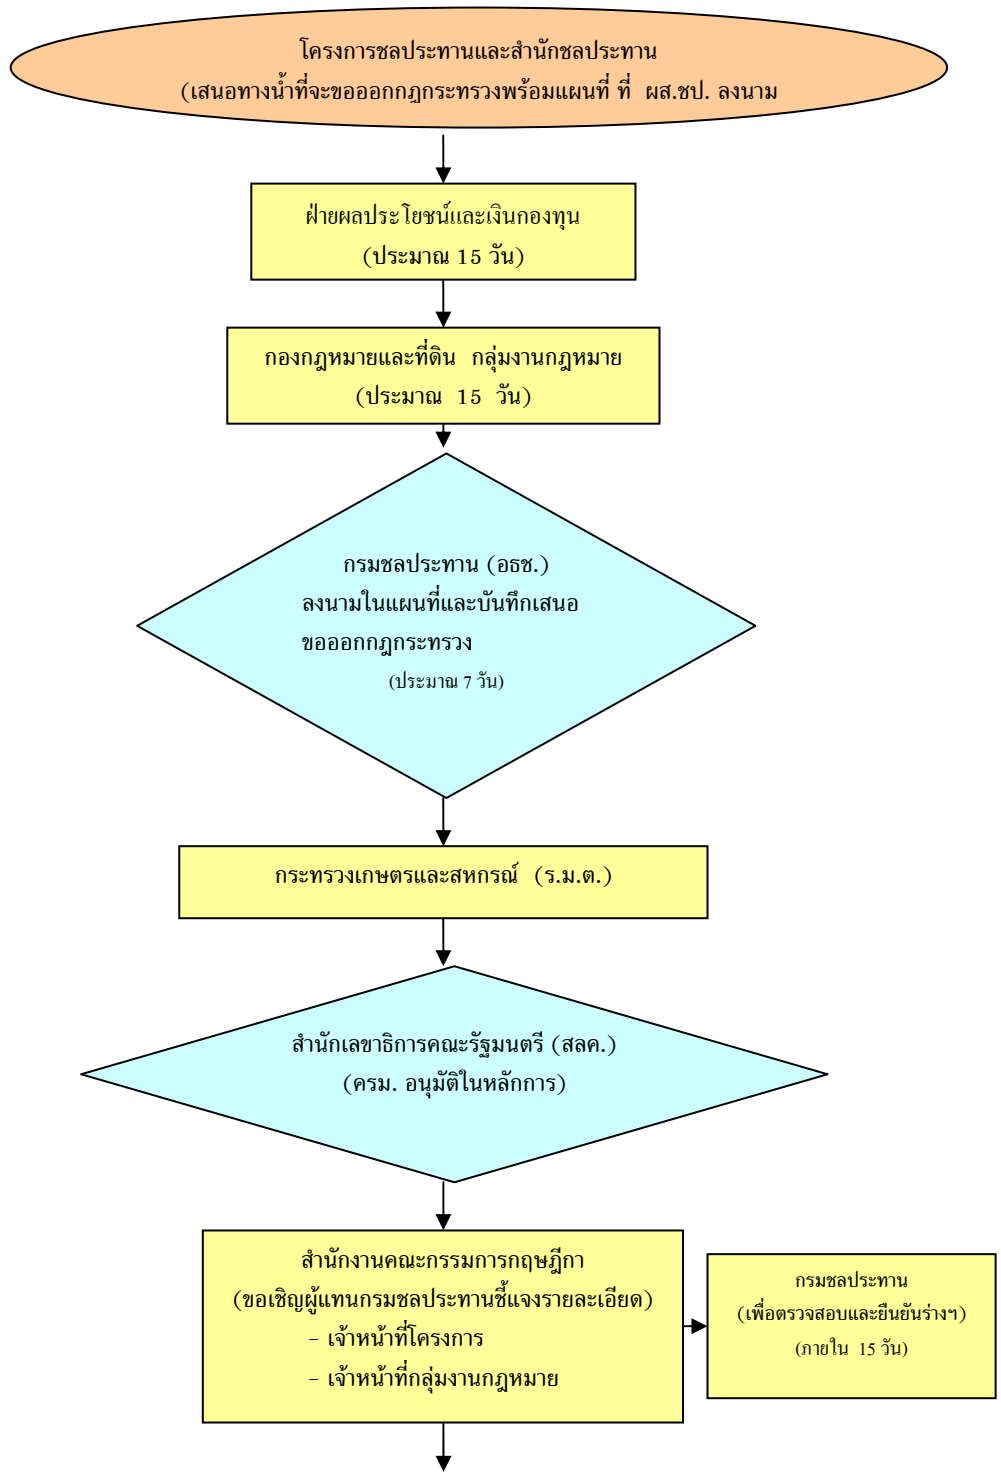 โครงการชลประทานและสำนักชลประทาน
(เสนอทางน้ำที่จะขอออกกฎกระทรวงพร้อมแผนที่ ที่ ผส.ชป. ลงนาม
ฝ่ายผลประโยชน์และเงินกองทุน
(ประมาณ 15 วัน)
กองกฎหมายและที่ดิน กลุ่มงานกฎหมาย
(ประมาณ 15 วัน)
กรมชลประทาน (อธช.)
ลงนามในแผนที่และบันทึกเสนอ
ขอออกกฎกระทรวง
(ประมาณ 7 วัน)
กระทรวงเกษตรและสหกรณ์ (ร.ม.ต.)
สำนักเลขาธิการคณะรัฐมนตรี (สลค.)
(ครม. อนุมัติในหลักการ)
สำนักงานคณะกรรมการกฤษฎีกา
(ขอเชิญผู้แทนกรมชลประทานชี้แจงรายละเอียด)
- เจ้าหน้าที่โครงการ
- เจ้าหน้าที่กลุ่มงานกฎหมาย
กรมชลประทาน
(เพื่อตรวจสอบและยืนยันร่างฯ)
(ภายใน 15 วัน)